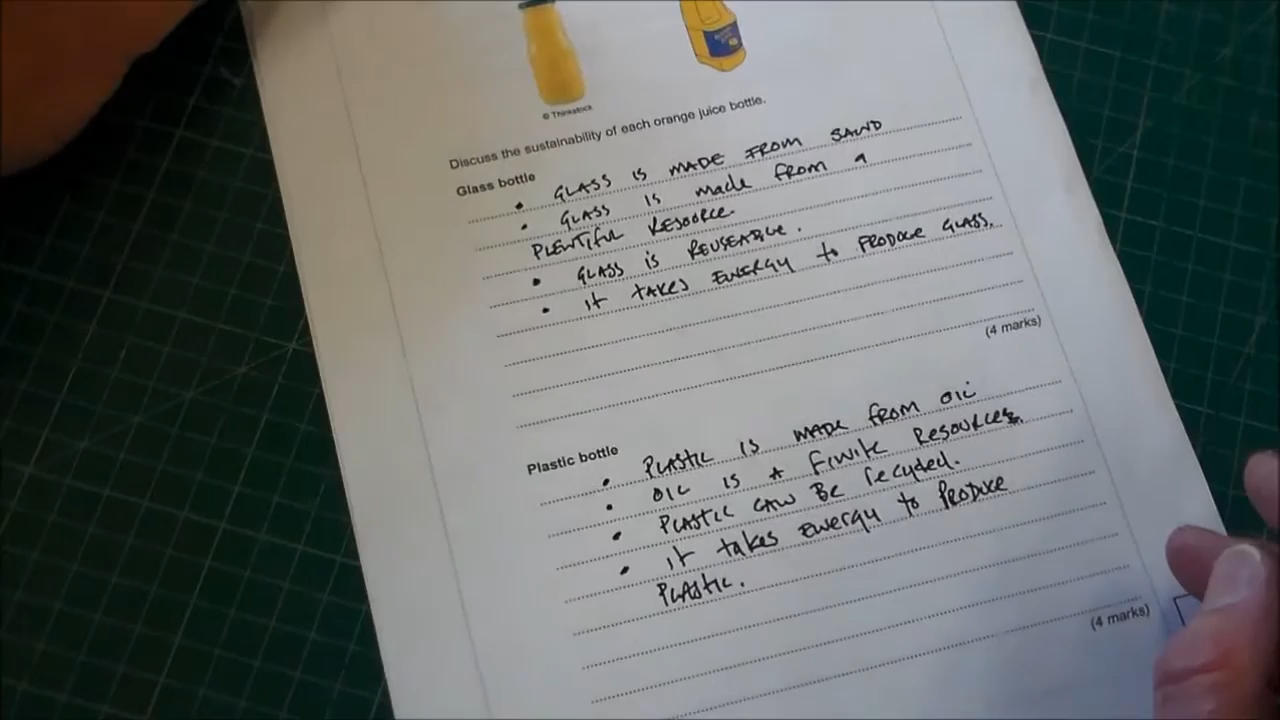 © Thinkstock
Discuss the sustainability of each orange juice bottle.
Glass bottle
• GLASS IS MADE FROM SAND
• GLASS IS made from a
PLENTIFUL RESOORCE.
• GLASS IS REUSEABLE.
• It TAKES ENERGY to PRODUCE GLASS.
(4 marks)
Plastic bottle
• PLASTIC IS MADE from OIL
• OIL IS A FINITE RESOURCE.
• PLASTIC CAN BE recycled.
• It takes Energy to PRODUCE
PLASTIC.
(4 marks)